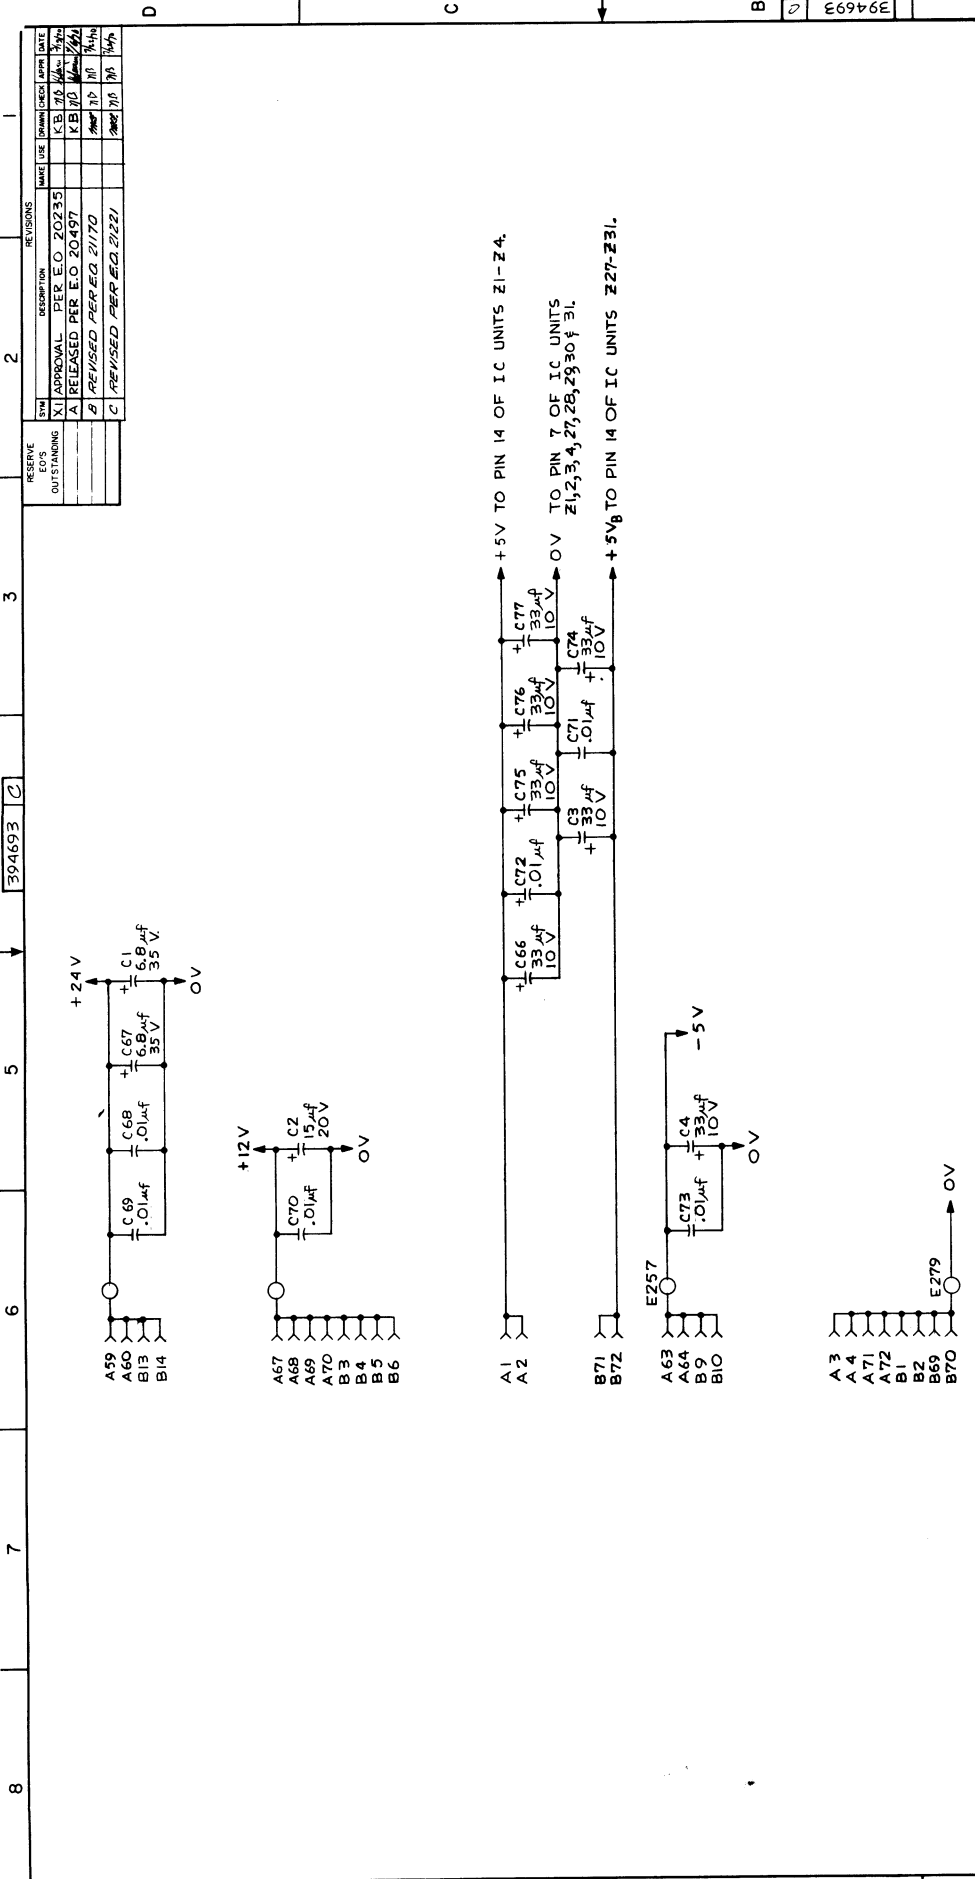 8 7 6 5 3 2 1
394693 C
D
C
B
394693 C
RESERVE
EO'S
OUTSTANDING
REVISIONS
SYM DESCRIPTION MAKE USE DRAWN CHECK APPR DATE
X1 APPROVAL PER E.O 20235 KB
A RELEASED PER E.O 20497 KB
B REVISED PER E.O. 21170
C REVISED PER E.O. 21221
A59
A60
B13
B14
C69
.01µf
C68
.01µf
C67
6.8µf
35V
C1
6.8µf
35V.
+
+
+24V
0V
A67
A68
A69
A70
B3
B4
B5
B6
C70
.01µf
C2
15µf
20V
+
+12V
0V
A1
A2
C66
33µf
10V
+
C72
.01µf
+
C75
33µf
10V
+
C76
33µf
10V
+
C77
33µf
10V
+
+5V TO PIN 14 OF IC UNITS Z1-Z4.
0V TO PIN 7 OF IC UNITS
Z1,2,3,4,27,28,29,30 & 31.
C3
33µf
10V
+
C71
.01µf
C74
33µf
10V
+
B71
B72
+5VB TO PIN 14 OF IC UNITS Z27-Z31.
A63
A64
B9
B10
E257
C73
.01µf
C4
33µf
10V
+
-5V
0V
A3
A4
A71
A72
B1
B2
B69
B70
E279
0V